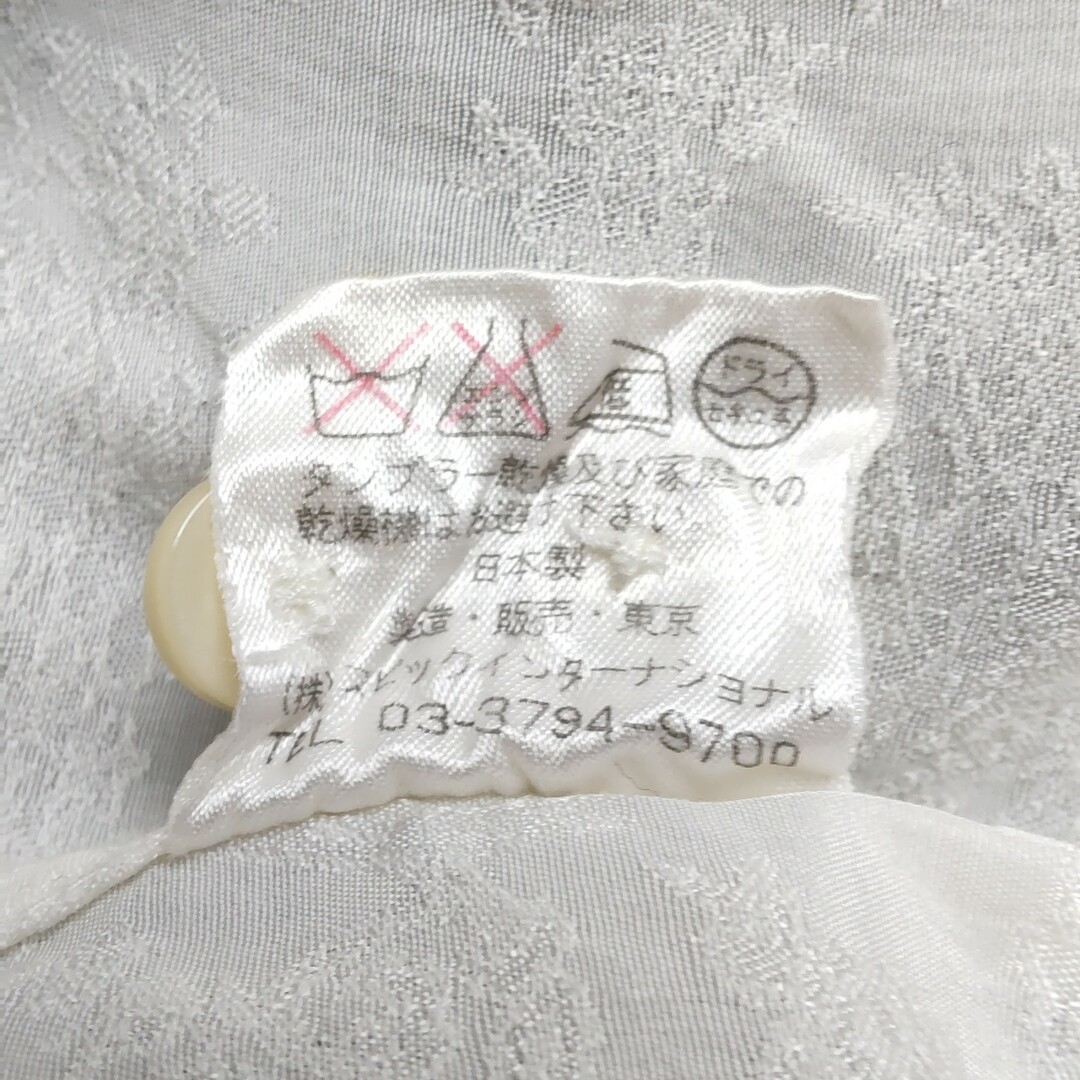 ドライ
タンブラー乾燥及び家庭での
乾燥機はお避け下さい。
日本製
製造・販売・東京
(株)ビックインターナショナル
TEL 03-3794-9700